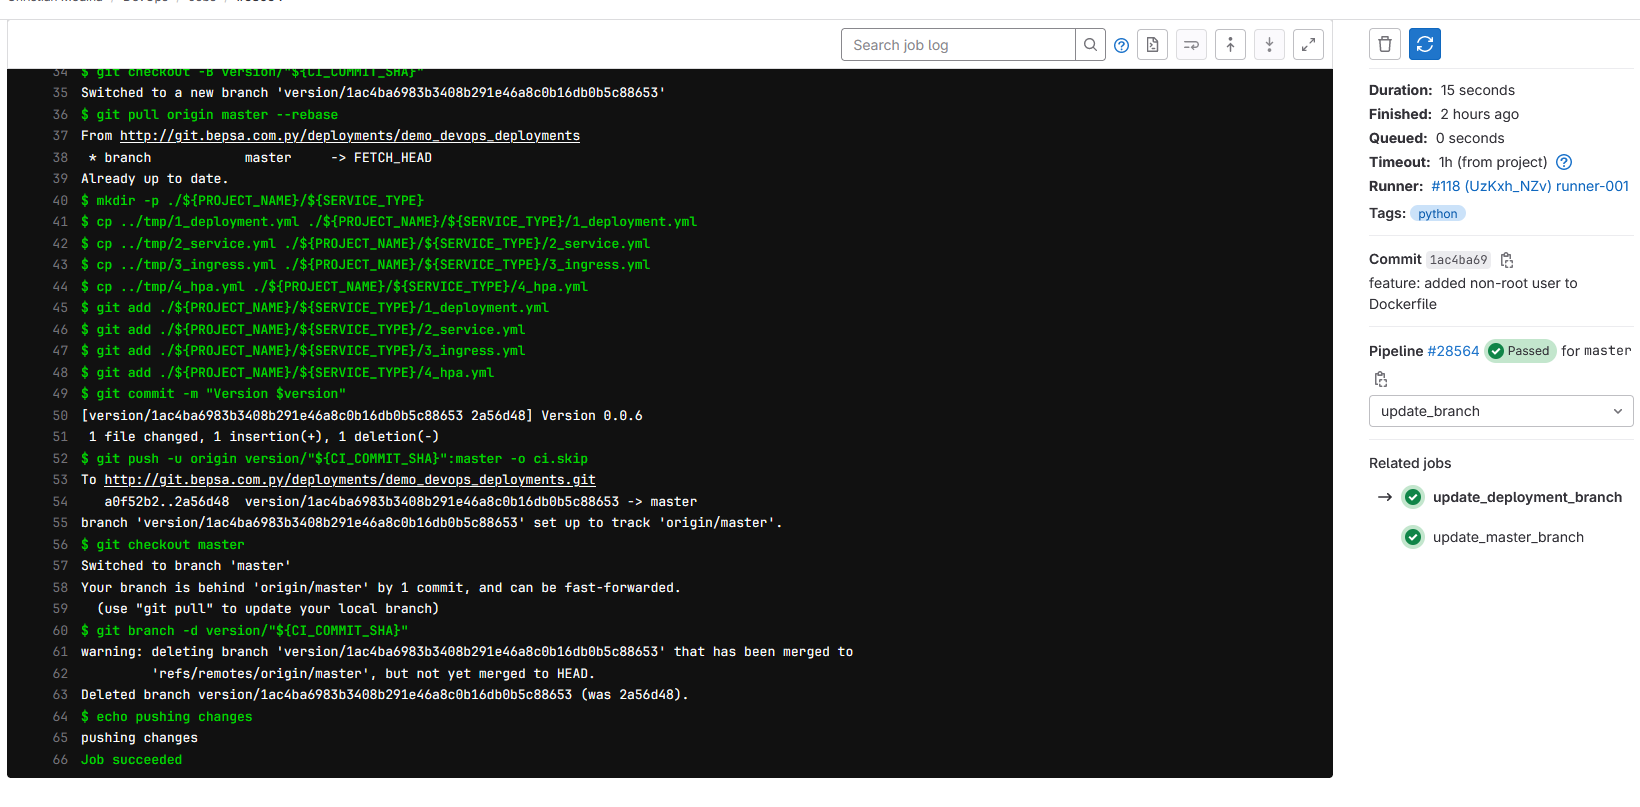 Search job log
34 $ git checkout -B version/"${CI_COMMIT_SHA}"
35 Switched to a new branch 'version/1ac4ba6983b3408b291e46a8c0b16db0b5c88653'
36 $ git pull origin master --rebase
37 From http://git.bepsa.com.py/deployments/demo_devops_deployments
38  * branch            master     -> FETCH_HEAD
39 Already up to date.
40 $ mkdir -p ./${PROJECT_NAME}/${SERVICE_TYPE}
41 $ cp ../tmp/1_deployment.yml ./${PROJECT_NAME}/${SERVICE_TYPE}/1_deployment.yml
42 $ cp ../tmp/2_service.yml ./${PROJECT_NAME}/${SERVICE_TYPE}/2_service.yml
43 $ cp ../tmp/3_ingress.yml ./${PROJECT_NAME}/${SERVICE_TYPE}/3_ingress.yml
44 $ cp ../tmp/4_hpa.yml ./${PROJECT_NAME}/${SERVICE_TYPE}/4_hpa.yml
45 $ git add ./${PROJECT_NAME}/${SERVICE_TYPE}/1_deployment.yml
46 $ git add ./${PROJECT_NAME}/${SERVICE_TYPE}/2_service.yml
47 $ git add ./${PROJECT_NAME}/${SERVICE_TYPE}/3_ingress.yml
48 $ git add ./${PROJECT_NAME}/${SERVICE_TYPE}/4_hpa.yml
49 $ git commit -m "Version $version"
50 [version/1ac4ba6983b3408b291e46a8c0b16db0b5c88653 2a56d48] Version 0.0.6
51  1 file changed, 1 insertion(+), 1 deletion(-)
52 $ git push -u origin version/"${CI_COMMIT_SHA}":master -o ci.skip
53 To http://git.bepsa.com.py/deployments/demo_devops_deployments.git
54    a0f52b2..2a56d48  version/1ac4ba6983b3408b291e46a8c0b16db0b5c88653 -> master
55 branch 'version/1ac4ba6983b3408b291e46a8c0b16db0b5c88653' set up to track 'origin/master'.
56 $ git checkout master
57 Switched to branch 'master'
58 Your branch is behind 'origin/master' by 1 commit, and can be fast-forwarded.
59   (use "git pull" to update your local branch)
60 $ git branch -d version/"${CI_COMMIT_SHA}"
61 warning: deleting branch 'version/1ac4ba6983b3408b291e46a8c0b16db0b5c88653' that has been merged to
62          'refs/remotes/origin/master', but not yet merged to HEAD.
63 Deleted branch version/1ac4ba6983b3408b291e46a8c0b16db0b5c88653 (was 2a56d48).
64 $ echo pushing changes
65 pushing changes
66 Job succeeded
Duration: 15 seconds
Finished: 2 hours ago
Queued: 0 seconds
Timeout: 1h (from project)
Runner: #118 (UzKxh_NZv) runner-001
Tags: python
Commit 1ac4ba69
feature: added non-root user to
Dockerfile
Pipeline #28564 Passed for master
update_branch
Related jobs
update_deployment_branch
update_master_branch